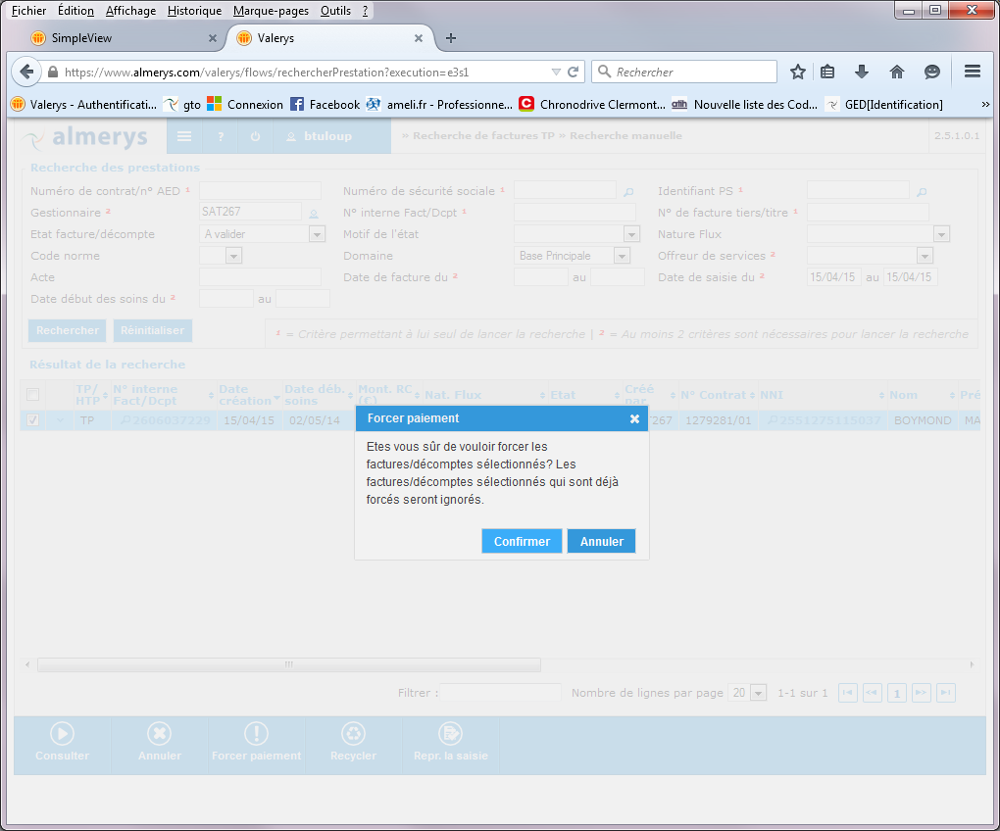 Fichier Édition Affichage Historique Marque-pages Outils ?
SimpleView Valerys
https://www.almerys.com/valerys/flows/rechercherPrestation?execution=e3s1 Rechercher
Valerys - Authentificati... gto Connexion Facebook ameli.fr - Professionne... Chronodrive Clermont... Nouvelle liste des Cod... GED[Identification] »
almerys ? btuloup » Recherche de factures TP » Recherche manuelle 2.5.1.0.1
Recherche des prestations
Numéro de contrat/n° AED ¹ Numéro de sécurité sociale ¹ Identifiant PS ¹
Gestionnaire ² SAT267 N° interne Fact/Dcpt ¹ N° de facture tiers/titre ¹
Etat facture/décompte A valider Motif de l'état Nature Flux
Code norme Domaine Base Principale Offreur de services ²
Acte Date de facture du ² au Date de saisie du ² 15/04/15 au 15/04/15
Date début des soins du ² au
Rechercher Réinitialiser ¹ = Critère permettant à lui seul de lancer la recherche | ² = Au moins 2 critères sont nécessaires pour lancer la recherche
Résultat de la recherche
TP/ HTP N° interne Fact/Dcpt Date création Date déb. soins Mont. RC (€) Nat. Flux Etat Créé par N° Contrat NNI Nom Pré
TP 2606037229 15/04/15 02/05/14 267 1279281/01 2551275115037 BOYMOND MA
Forcer paiement
Etes vous sûr de vouloir forcer les
factures/décomptes sélectionnés? Les
factures/décomptes sélectionnés qui sont déjà
forcés seront ignorés.
Confirmer Annuler
Filtrer : Nombre de lignes par page 20 1-1 sur 1 1
Consulter Annuler Forcer paiement Recycler Repr. la saisie